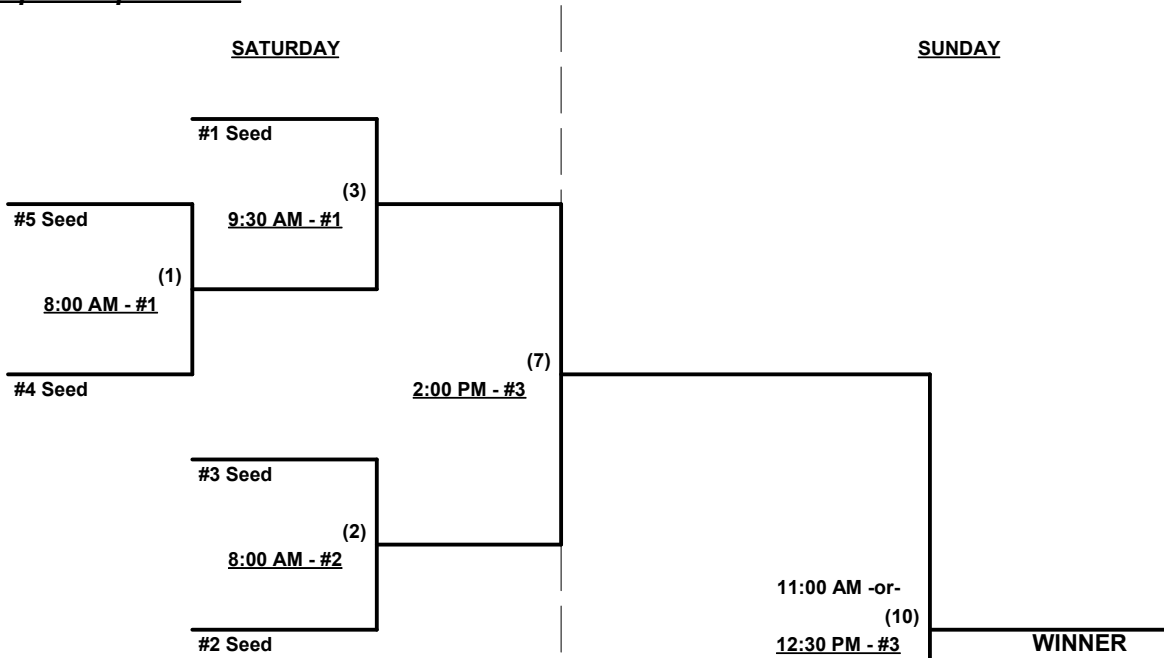 SATURDAY
SUNDAY
#1 Seed
(3)
#5 Seed
9:30 AM - #1
(1)
8:00 AM - #1
(7)
#4 Seed
2:00 PM - #3
#3 Seed
(2)
8:00 AM - #2
11:00 AM -or-
(10)
#2 Seed
12:30 PM - #3
WINNER